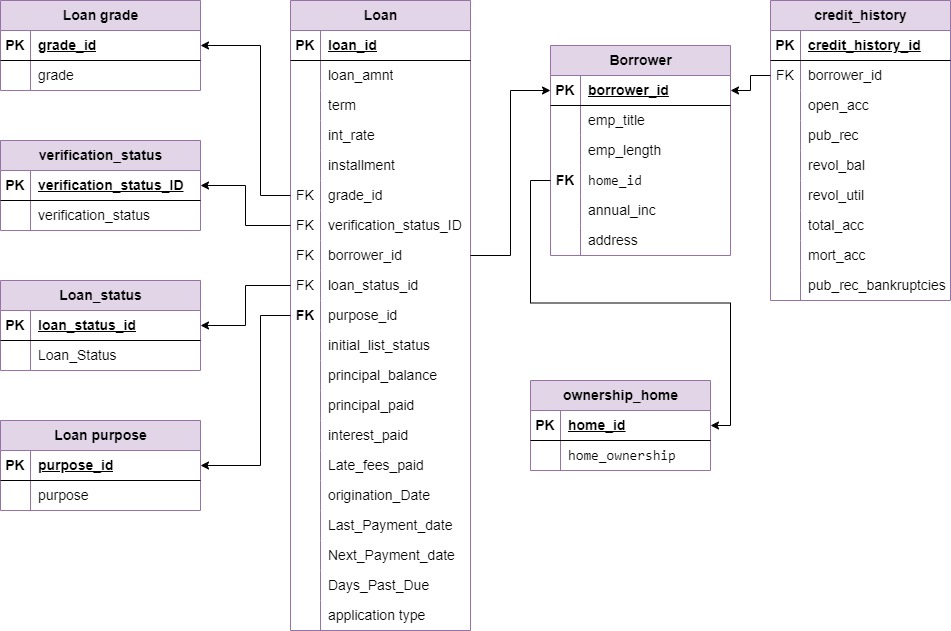 Loan grade
PK grade_id
grade
verification_status
PK verification_status_ID
verification_status
Loan_status
PK loan_status_id
Loan_Status
Loan purpose
PK purpose_id
purpose
Loan
PK loan_id
loan_amnt
term
int_rate
installment
FK grade_id
FK verification_status_ID
FK borrower_id
FK loan_status_id
FK purpose_id
initial_list_status
principal_balance
principal_paid
interest_paid
Late_fees_paid
origination_Date
Last_Payment_date
Next_Payment_date
Days_Past_Due
application type
Borrower
PK borrower_id
emp_title
emp_length
FK home_id
annual_inc
address
ownership_home
PK home_id
home_ownership
credit_history
PK credit_history_id
FK borrower_id
open_acc
pub_rec
revol_bal
revol_util
total_acc
mort_acc
pub_rec_bankruptcies